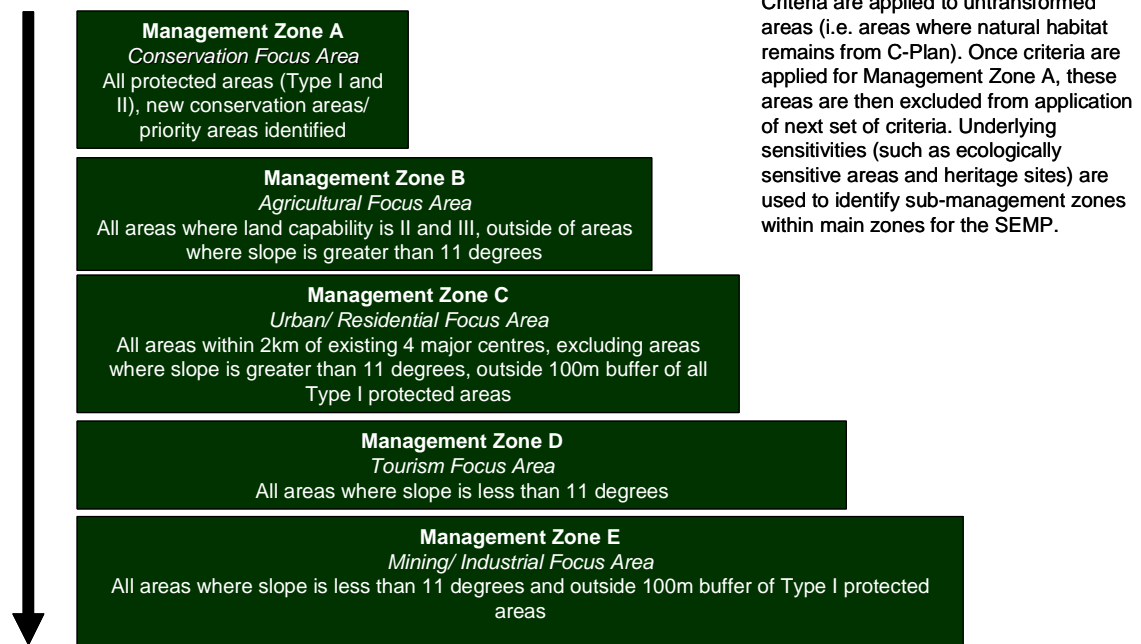 Management Zone A
Conservation Focus Area
All protected areas (Type I and
II), new conservation areas/
priority areas identified
Management Zone B
Agricultural Focus Area
All areas where land capability is II and III, outside of areas
where slope is greater than 11 degrees
Management Zone C
Urban/ Residential Focus Area
All areas within 2km of existing 4 major centres, excluding areas
where slope is greater than 11 degrees, outside 100m buffer of all
Type I protected areas
Management Zone D
Tourism Focus Area
All areas where slope is less than 11 degrees
Management Zone E
Mining/ Industrial Focus Area
All areas where slope is less than 11 degrees and outside 100m buffer of Type I protected
areas
Criteria are applied to untransformed
areas (i.e. areas where natural habitat
remains from C-Plan). Once criteria are
applied for Management Zone A, these
areas are then excluded from application
of next set of criteria. Underlying
sensitivities (such as ecologically
sensitive areas and heritage sites) are
used to identify sub-management zones
within main zones for the SEMP.